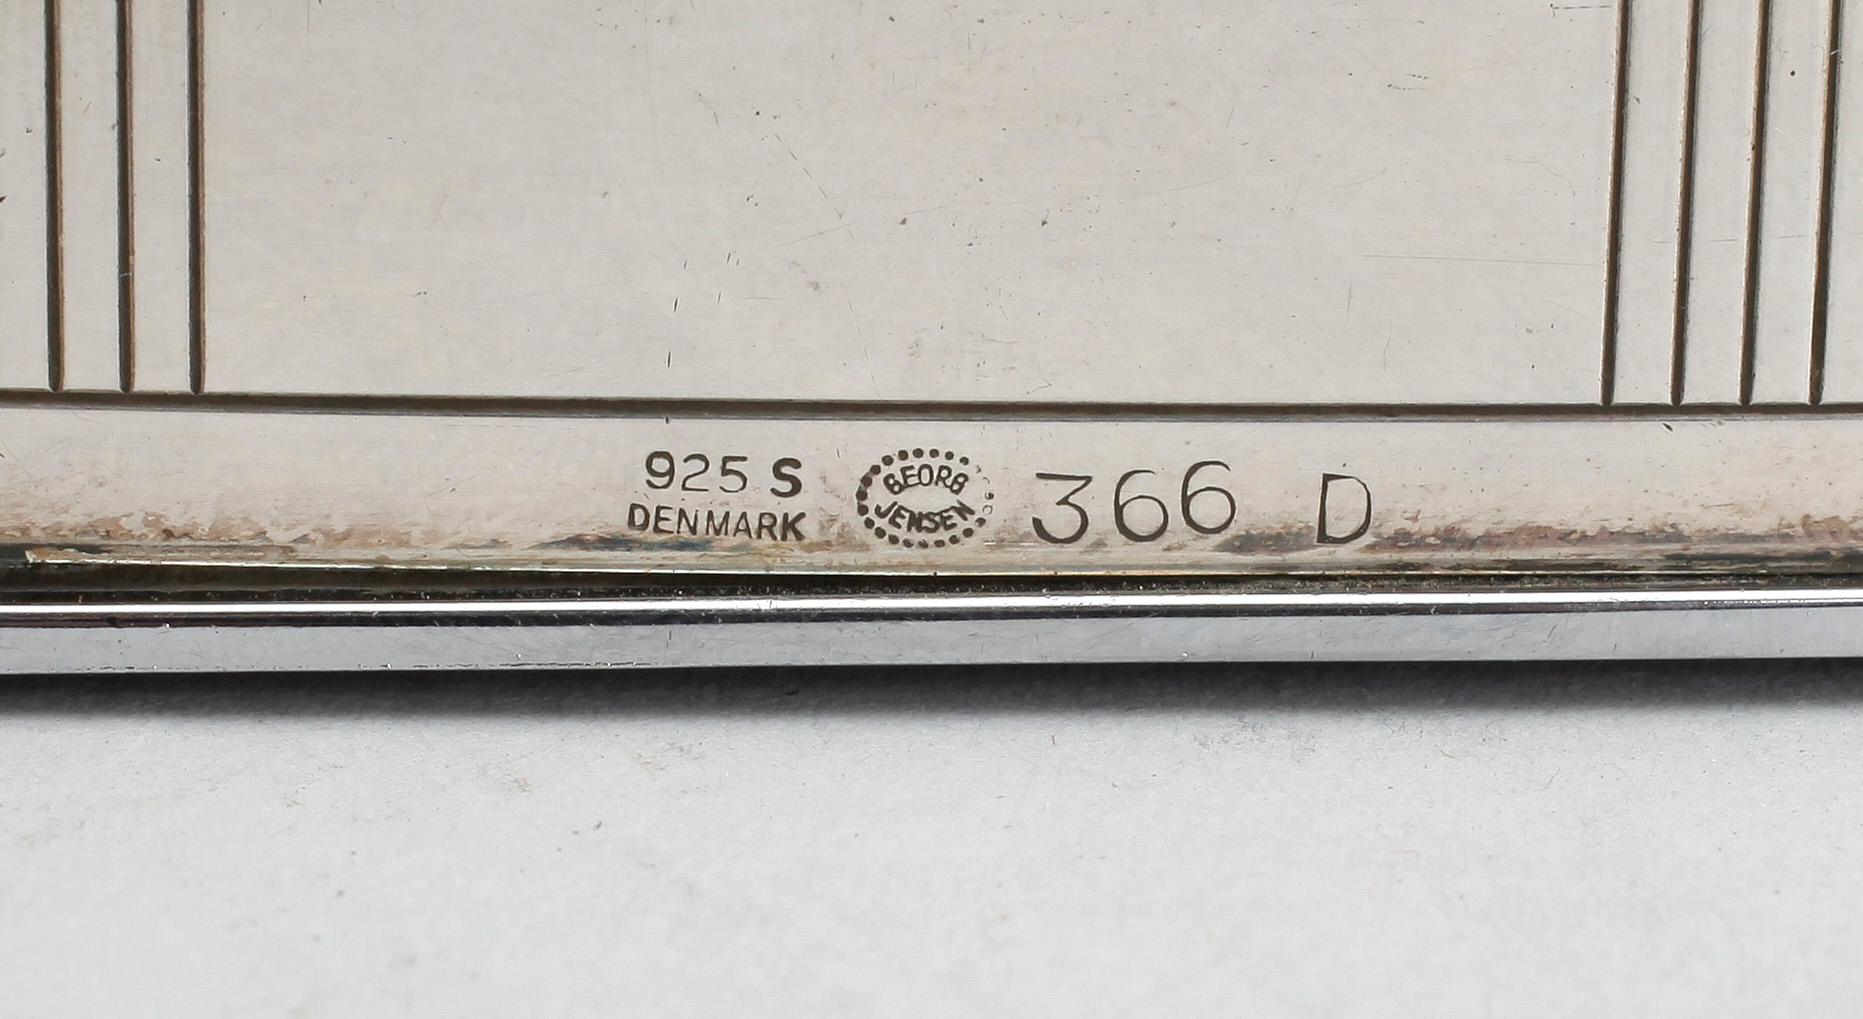 925 S
DENMARK
GEORG
JENSEN
366 D